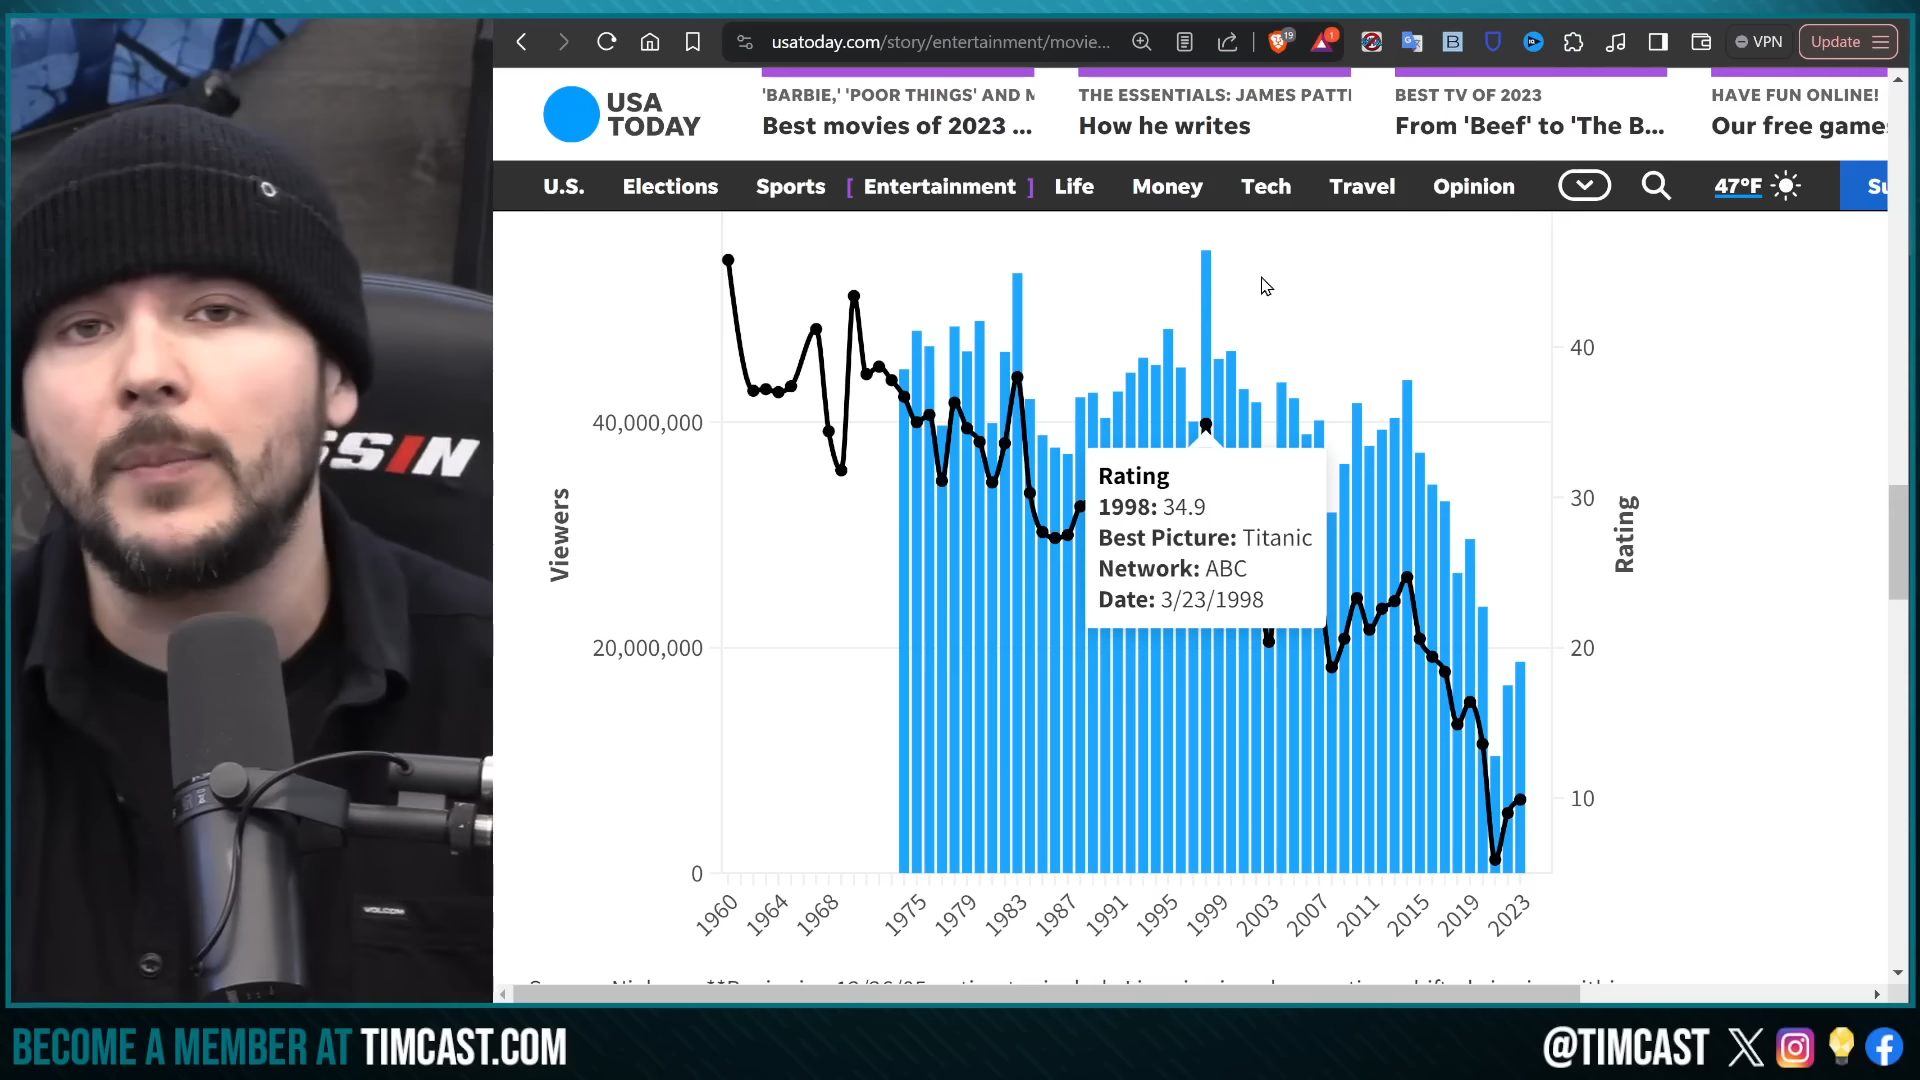 usatoday.com/story/entertainment/movie...
19
1
VPN
Update
USA
TODAY
'BARBIE,' 'POOR THINGS' AND
Best movies of 2023 ...
THE ESSENTIALS: JAMES PATT
How he writes
BEST TV OF 2023
From 'Beef' to 'The B...
HAVE FUN ONLINE!
Our free game
U.S.
Elections
Sports
[ Entertainment ]
Life
Money
Tech
Travel
Opinion
47°F
Su
40,000,000
20,000,000
0
Viewers
Rating
1998: 34.9
Best Picture: Titanic
Network: ABC
Date: 3/23/1998
40
30
20
10
Rating
1960
1964
1968
1975
1979
1983
1987
1991
1995
1999
2003
2007
2011
2015
2019
2023
SSIN
VOLCOM
BECOME A MEMBER AT TIMCAST.COM
@TIMCAST